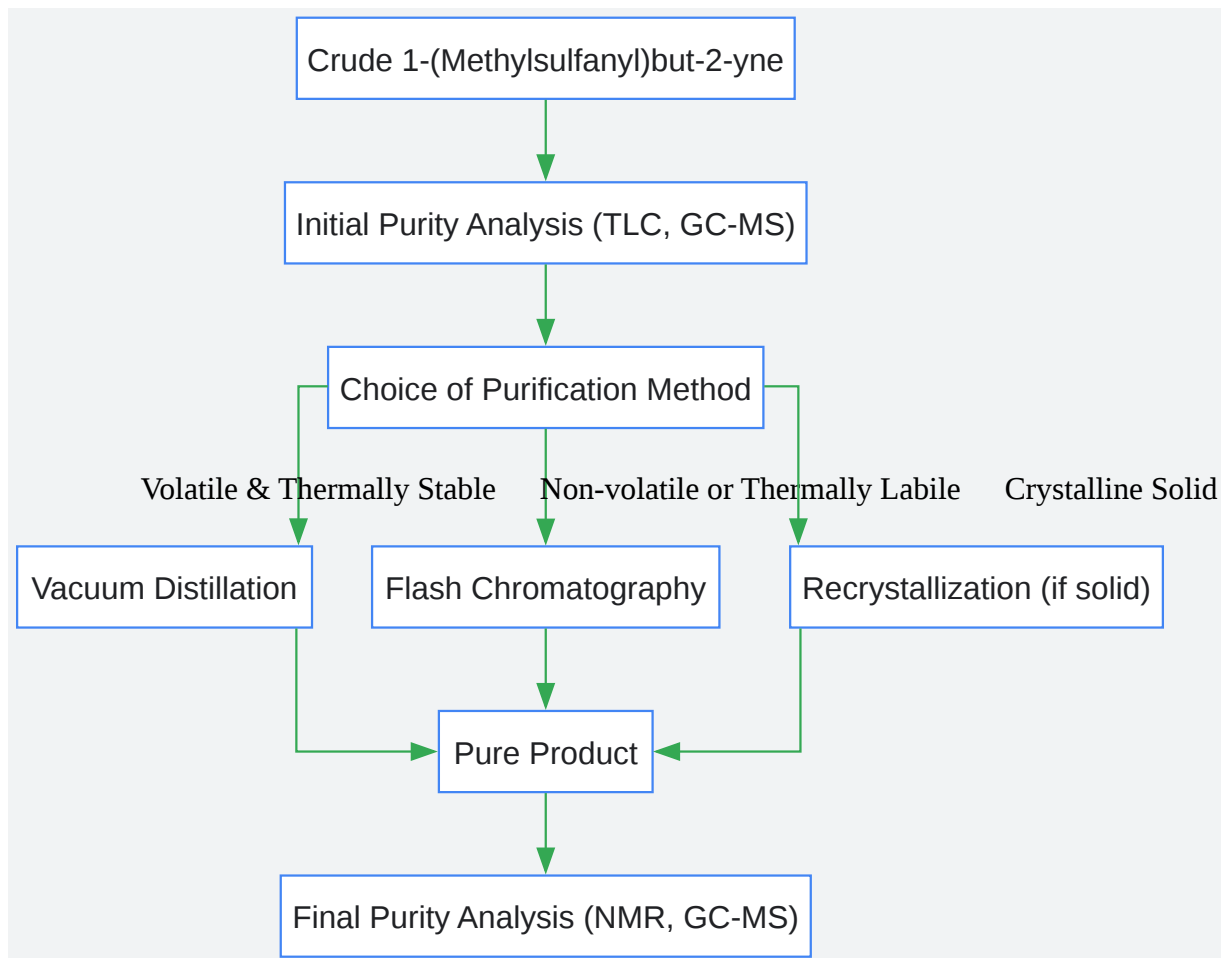 Crude 1-(Methylsulfanyl)but-2-yne
Initial Purity Analysis (TLC, GC-MS)
Choice of Purification Method
Volatile & Thermally Stable
Non-volatile or Thermally Labile
Crystalline Solid
Vacuum Distillation
Flash Chromatography
Recrystallization (if solid)
Pure Product
Final Purity Analysis (NMR, GC-MS)